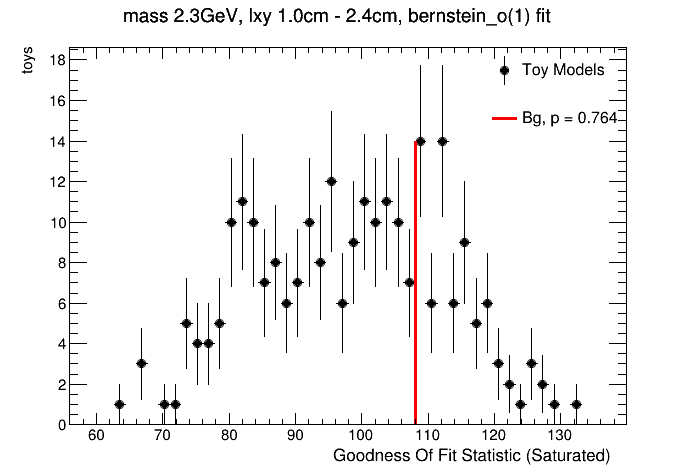 mass 2.3GeV, lxy 1.0cm - 2.4cm, bernstein_o(1) fit
toys
18
16
14
12
10
8
6
4
2
0
Toy Models
Bg, p = 0.764
60 70 80 90 100 110 120 130
Goodness Of Fit Statistic (Saturated)